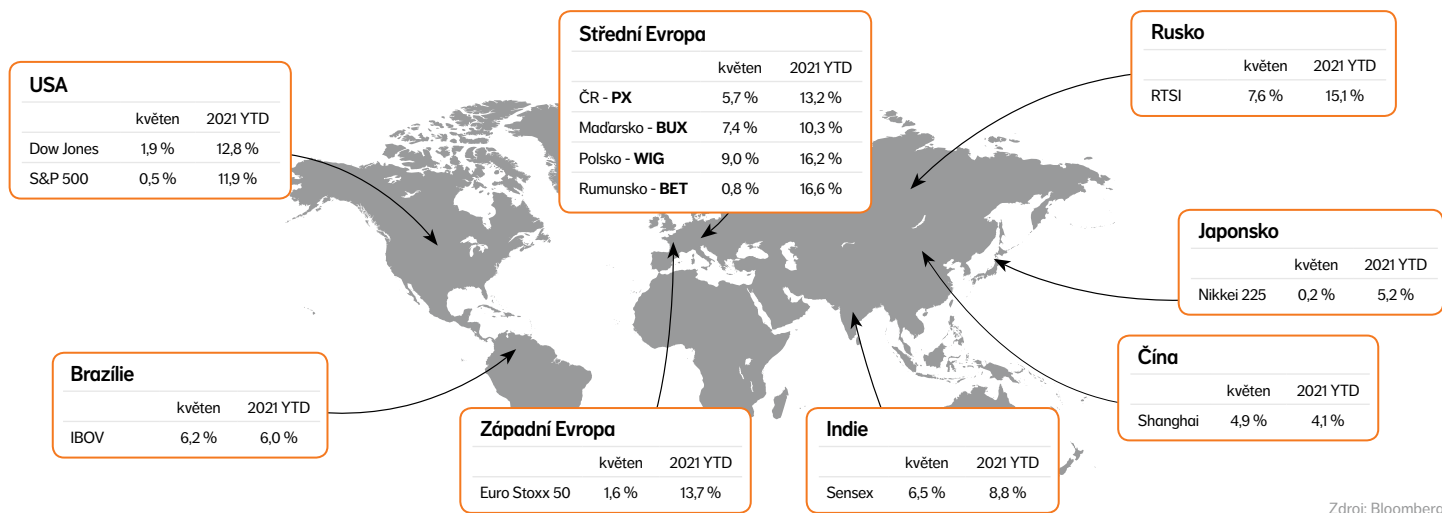 USA
květen 2021 YTD
Dow Jones 1,9 % 12,8 %
S&P 500 0,5 % 11,9 %
Střední Evropa
květen 2021 YTD
ČR - PX 5,7 % 13,2 %
Maďarsko - BUX 7,4 % 10,3 %
Polsko - WIG 9,0 % 16,2 %
Rumunsko - BET 0,8 % 16,6 %
Rusko
květen 2021 YTD
RTSI 7,6 % 15,1 %
Japonsko
květen 2021 YTD
Nikkei 225 0,2 % 5,2 %
Brazílie
květen 2021 YTD
IBOV 6,2 % 6,0 %
Západní Evropa
květen 2021 YTD
Euro Stoxx 50 1,6 % 13,7 %
Indie
květen 2021 YTD
Sensex 6,5 % 8,8 %
Čína
květen 2021 YTD
Shanghai 4,9 % 4,1 %
Zdroj: Bloomberg